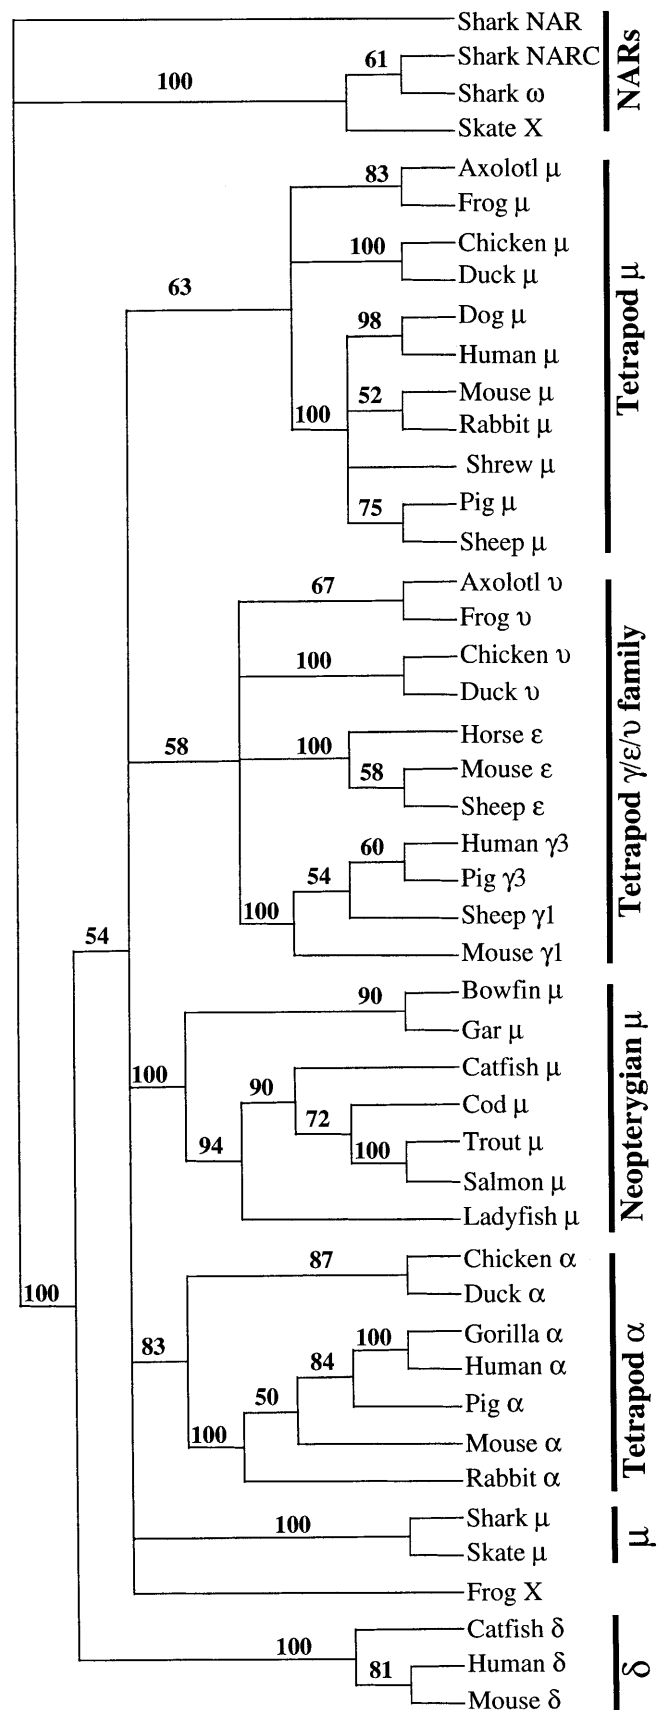 Shark NAR
61
Shark NARC
100
Shark ω
Skate X
NARs
83
Axolotl μ
Frog μ
100
Chicken μ
Duck μ
63
98
Dog μ
Human μ
52
Mouse μ
100
Rabbit μ
Shrew μ
75
Pig μ
Sheep μ
Tetrapod μ
67
Axolotl υ
Frog υ
100
Chicken υ
Duck υ
58
100
Horse ε
58
Mouse ε
Sheep ε
60
Human γ3
54
Pig γ3
100
Sheep γ1
Mouse γ1
Tetrapod γ/ε/υ family
54
90
Bowfin μ
Gar μ
100
90
Catfish μ
72
Cod μ
94
100
Trout μ
Salmon μ
Ladyfish μ
Neopterygian μ
100
87
Chicken α
Duck α
83
100
Gorilla α
84
Human α
50
Pig α
100
Mouse α
Rabbit α
Tetrapod α
100
Shark μ
Skate μ
μ
Frog X
100
Catfish δ
81
Human δ
Mouse δ
δ